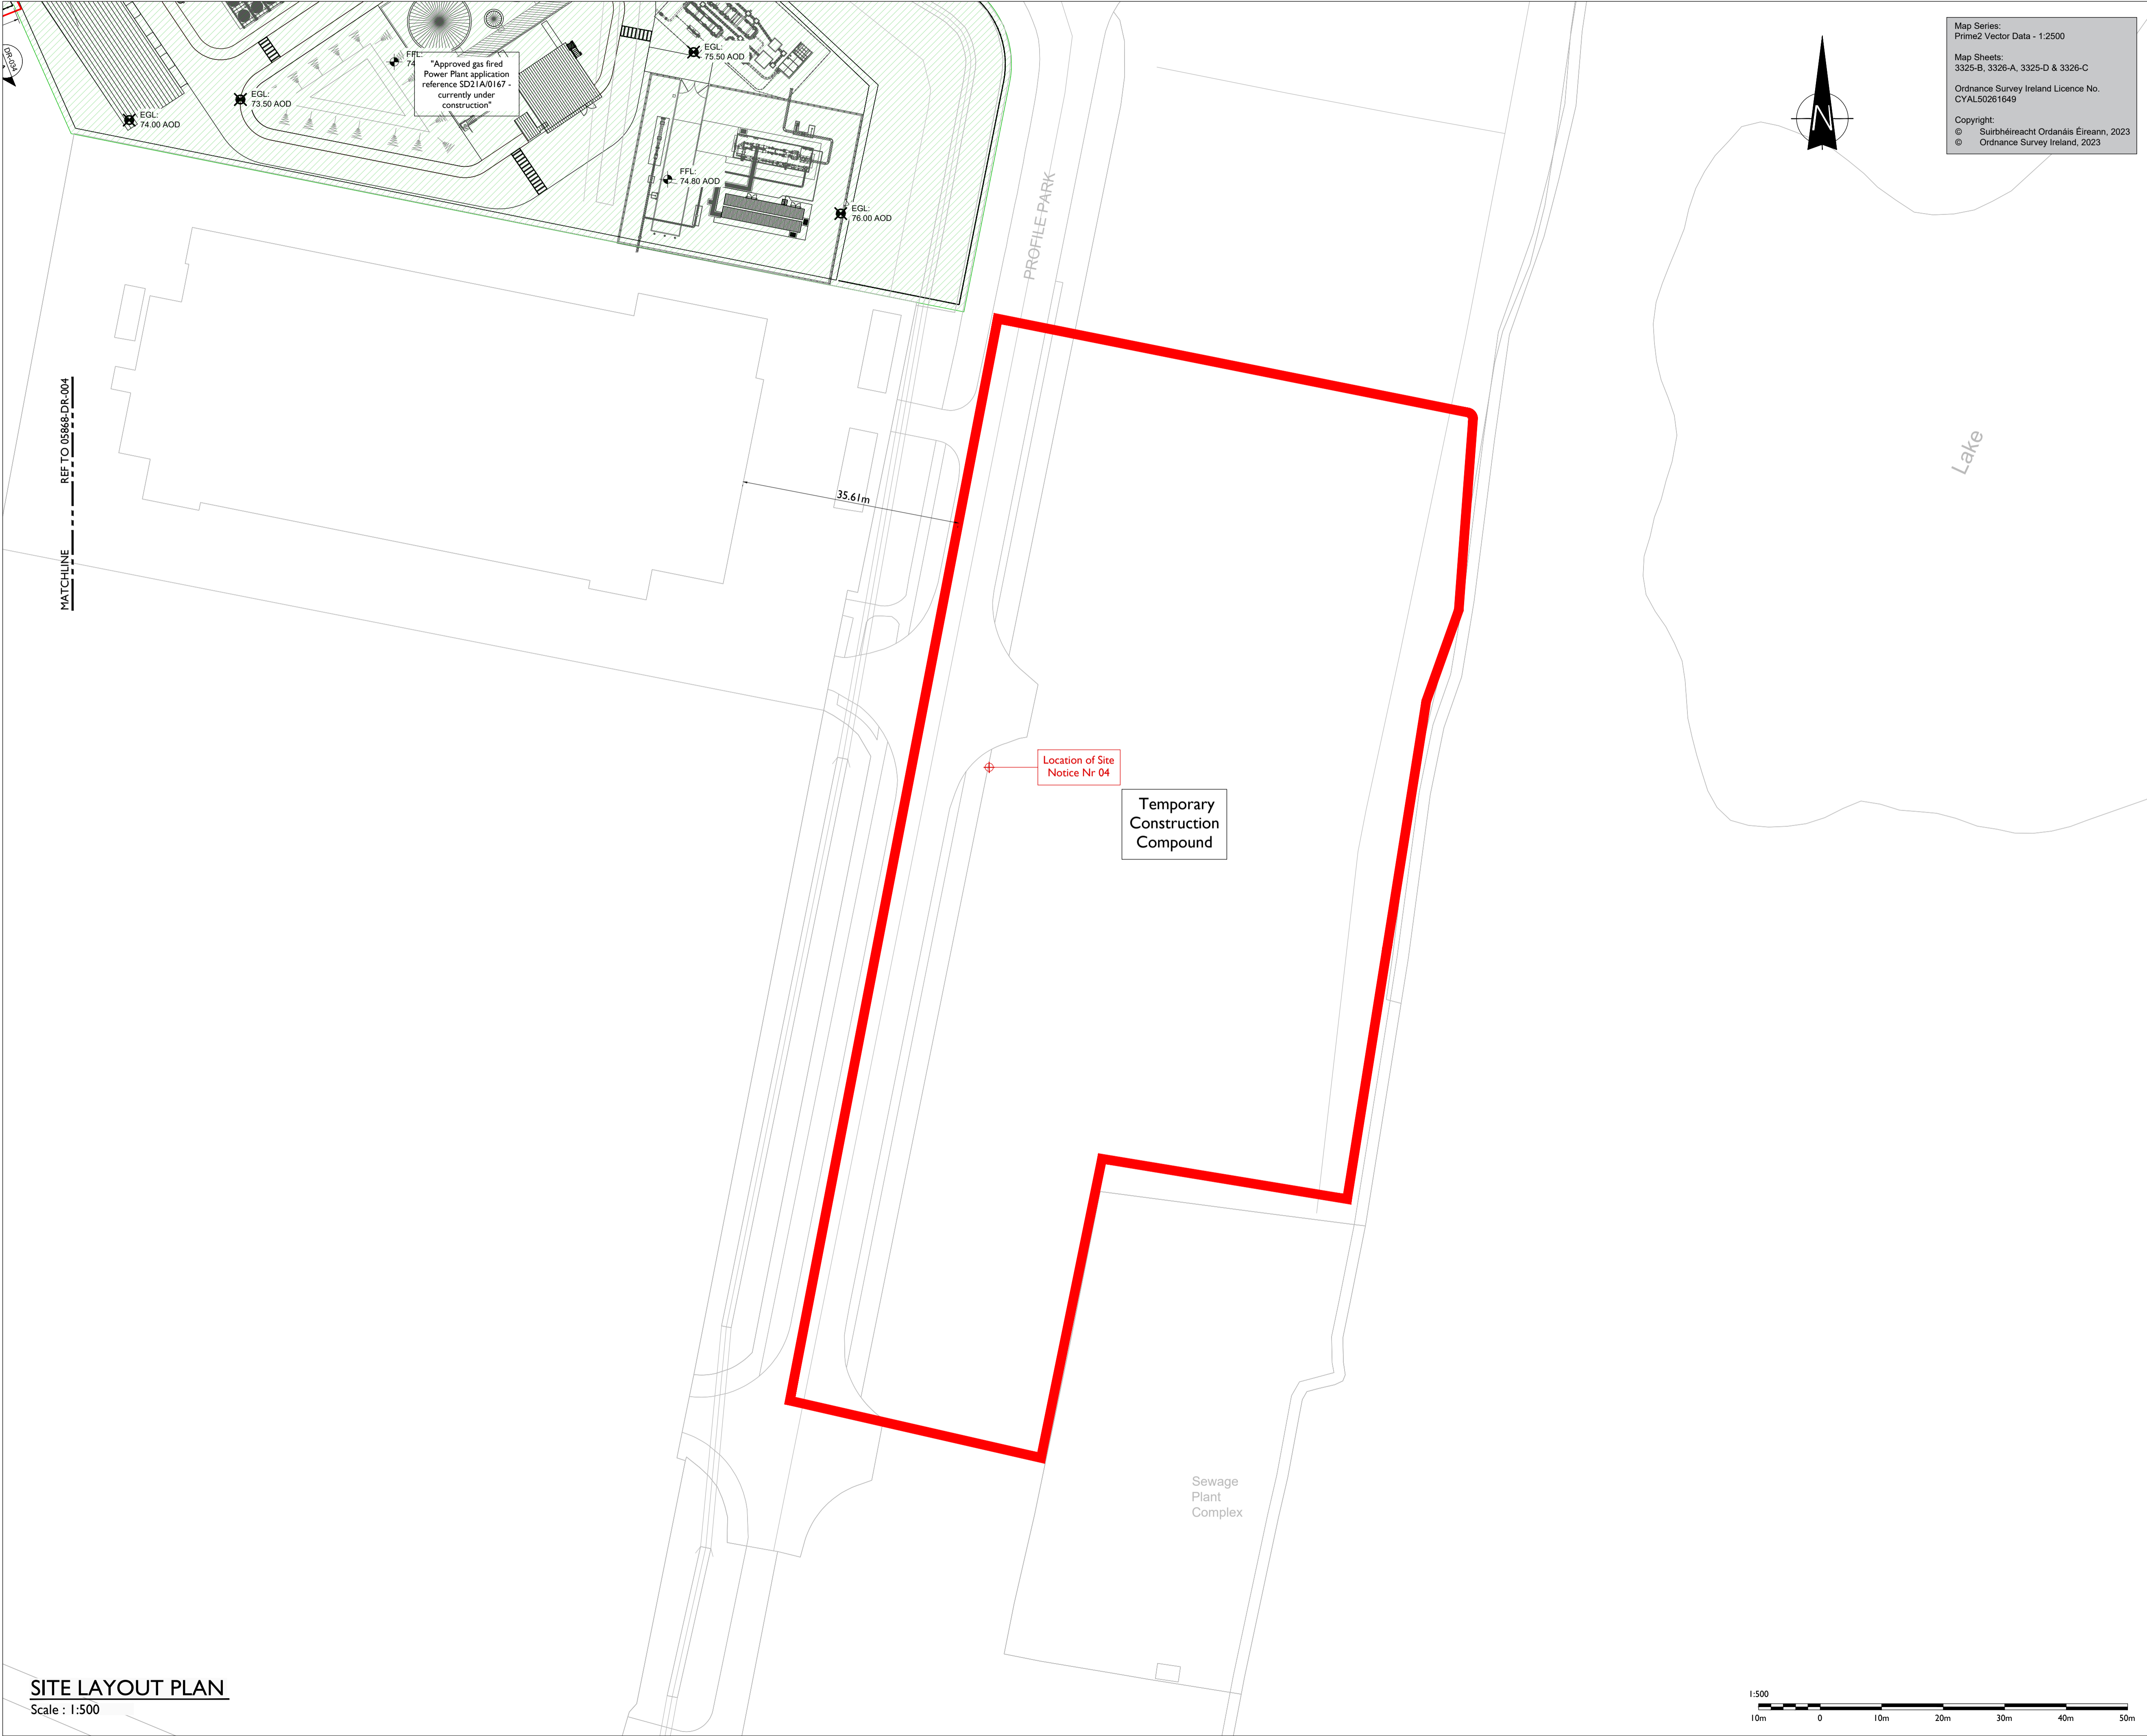 DR-034
EGL:
74.00 AOD
EGL:
73.50 AOD
FFL:
74
"Approved gas fired
Power Plant application
reference SD21A/0167 -
currently under
construction"
EGL:
75.50 AOD
FFL:
74.80 AOD
EGL:
76.00 AOD
PROFILE PARK
N
Map Series:
Prime2 Vector Data - 1:2500
Map Sheets:
3325-B, 3326-A, 3325-D & 3326-C
Ordnance Survey Ireland Licence No.
CYAL50261649
Copyright:
© Suirbhéireacht Ordanáis Éireann, 2023
© Ordnance Survey Ireland, 2023
Lake
MATCHLINE REF TO 05868-DR-004
35.61m
Location of Site
Notice Nr 04
Temporary
Construction
Compound
Sewage
Plant
Complex
SITE LAYOUT PLAN
Scale : 1:500
1:500
10m 0 10m 20m 30m 40m 50m